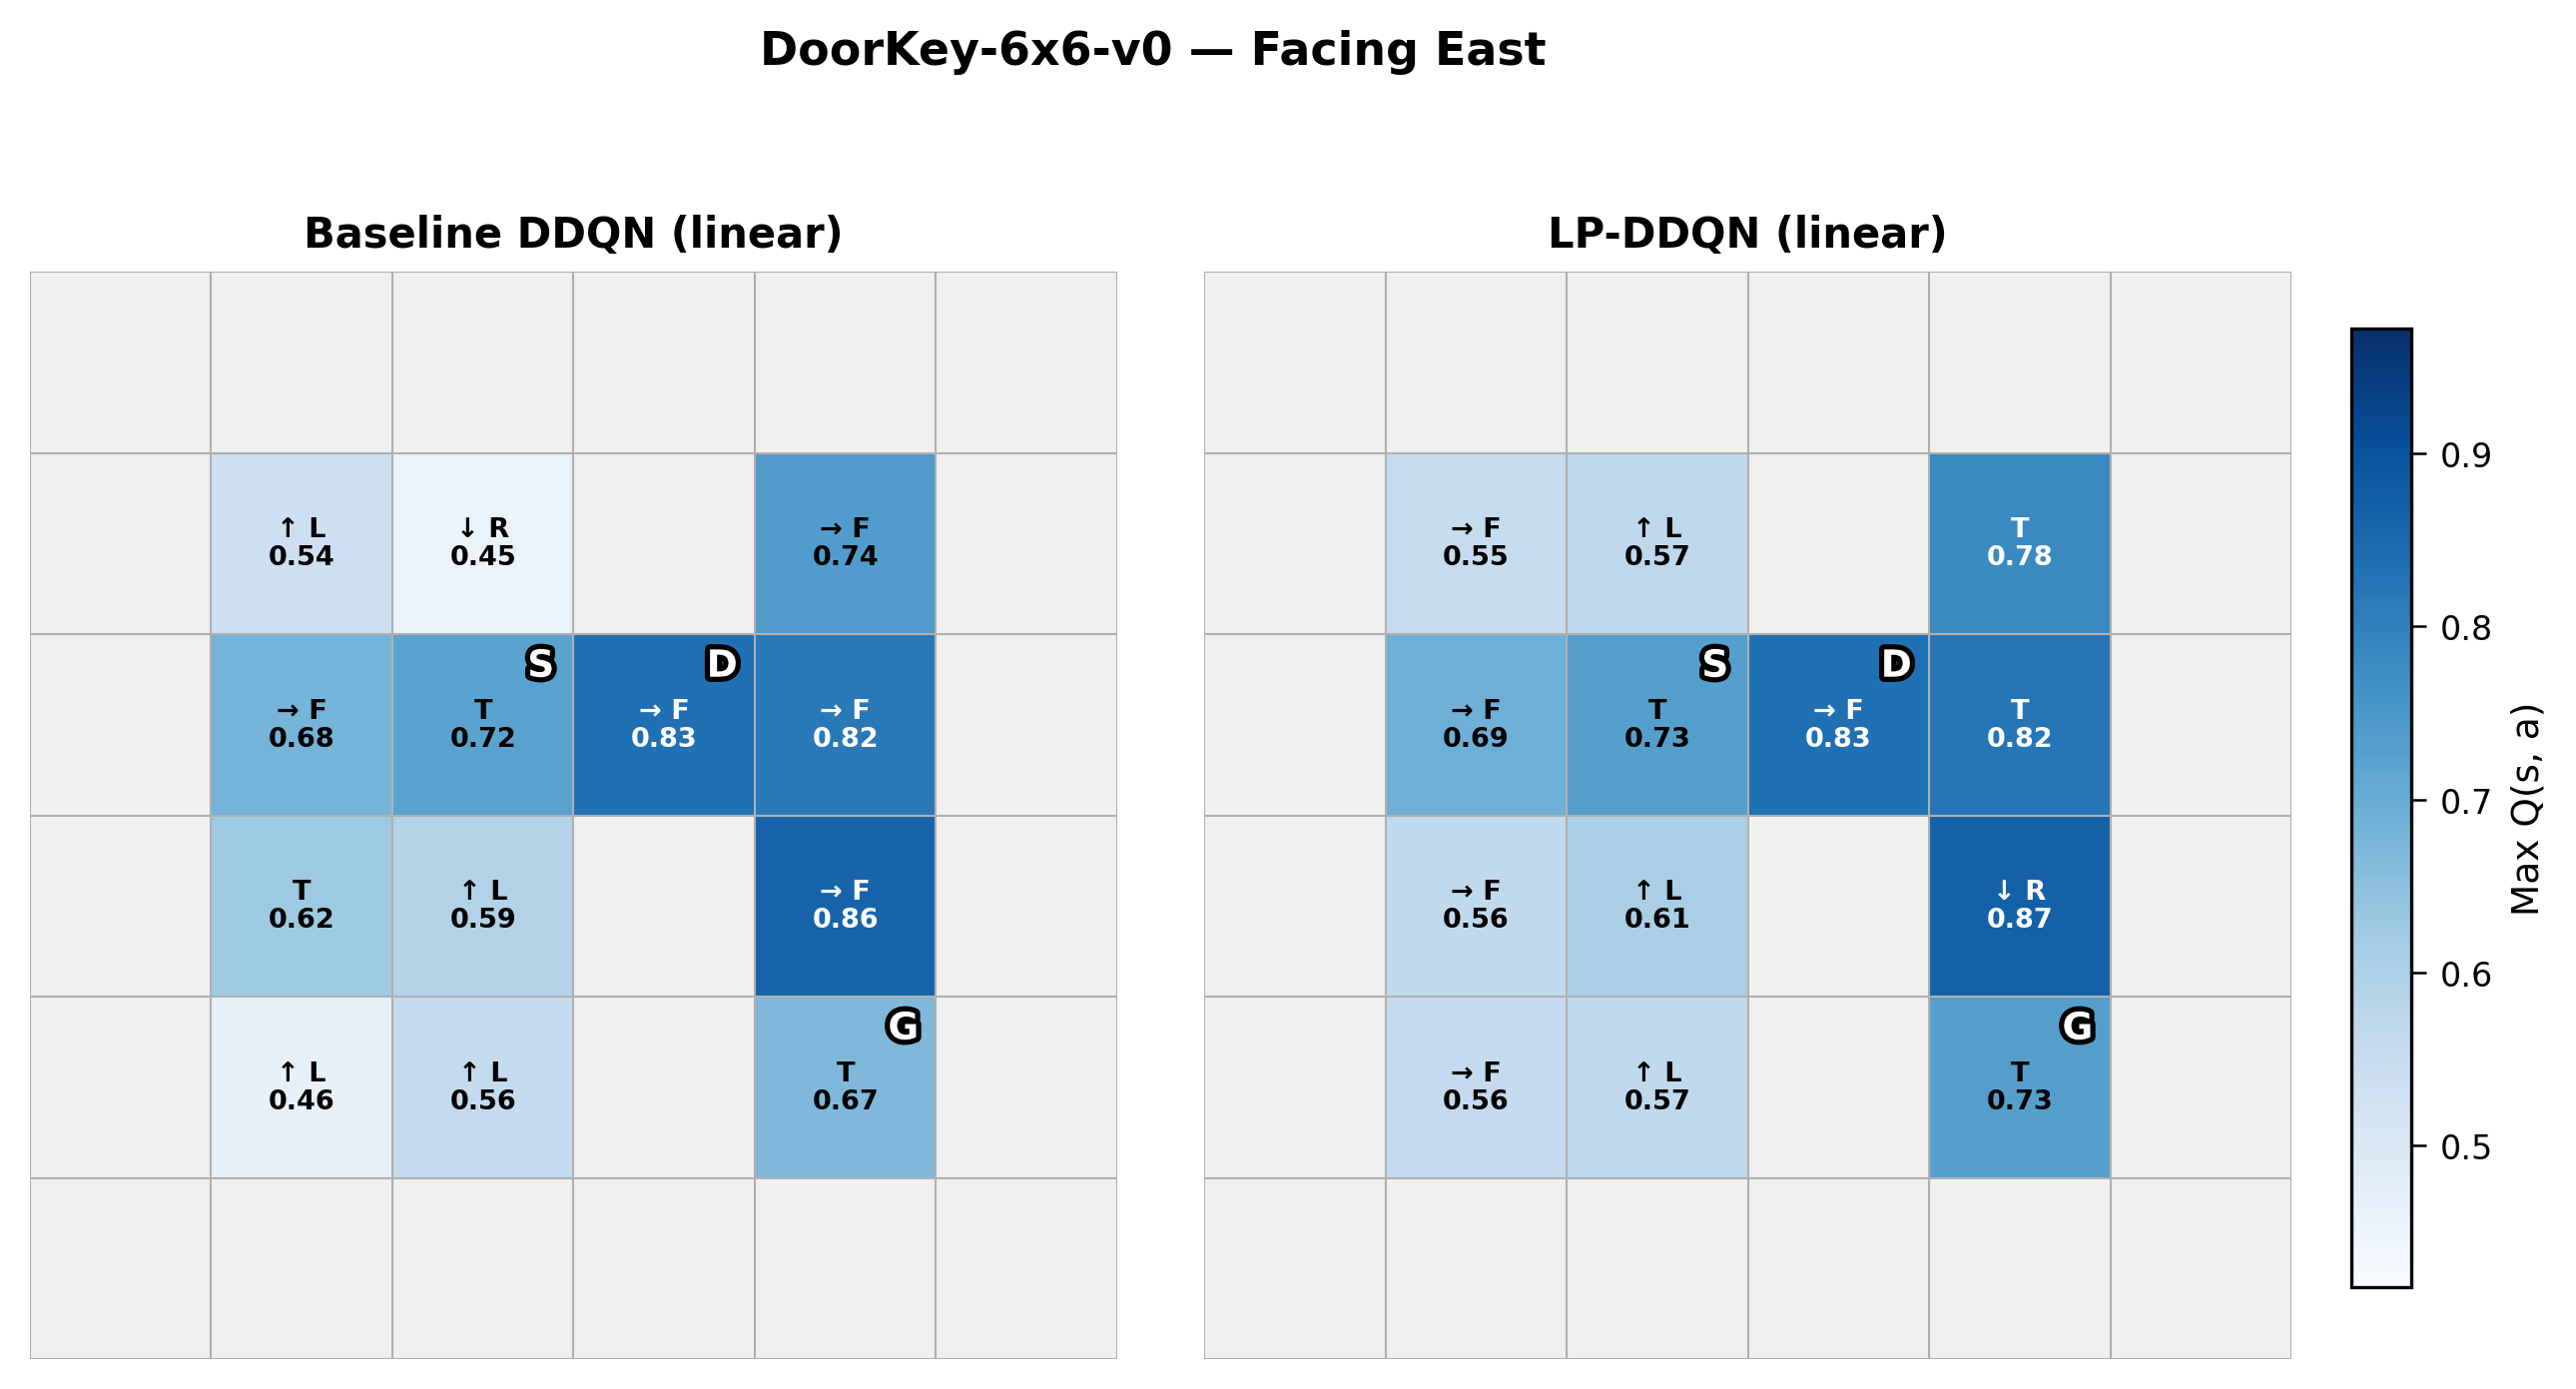 DoorKey-6x6-v0 — Facing East
Baseline DDQN (linear)
↑ L
0.54
↓ R
0.45
→ F
0.74
→ F
0.68
S
T
0.72
D
→ F
0.83
→ F
0.82
T
0.62
↑ L
0.59
→ F
0.86
↑ L
0.46
↑ L
0.56
G
T
0.67
LP-DDQN (linear)
→ F
0.55
↑ L
0.57
T
0.78
→ F
0.69
S
T
0.73
D
→ F
0.83
T
0.82
→ F
0.56
↑ L
0.61
↓ R
0.87
→ F
0.56
↑ L
0.57
G
T
0.73
0.9
0.8
0.7
0.6
0.5
Max Q(s, a)